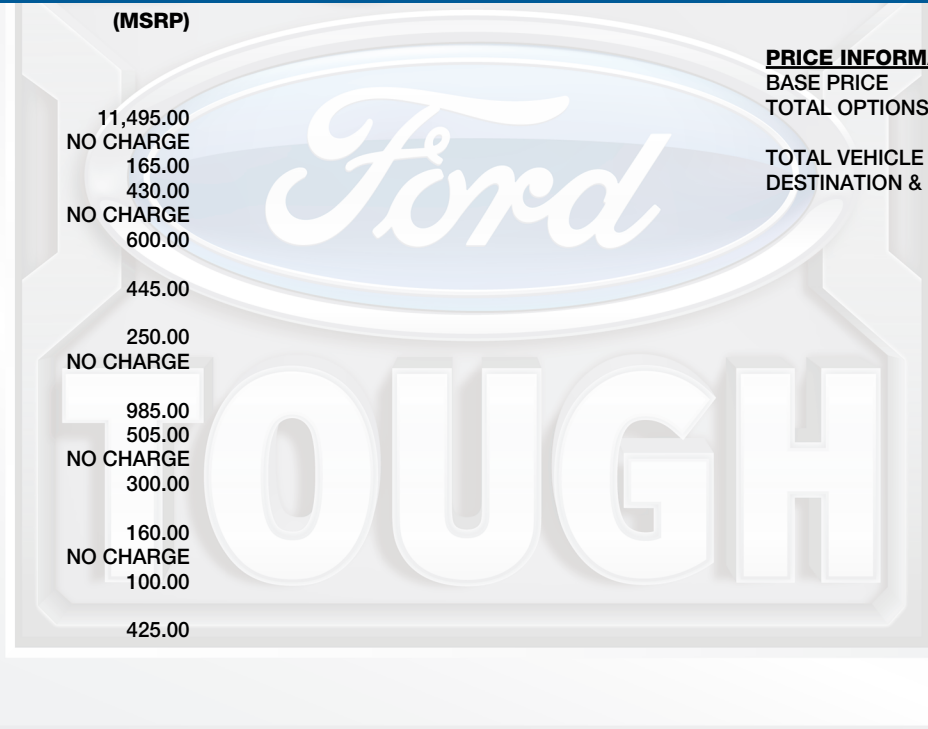 (MSRP)
11,495.00
NO CHARGE
165.00
430.00
NO CHARGE
600.00
445.00
250.00
NO CHARGE
985.00
505.00
NO CHARGE
300.00
160.00
NO CHARGE
100.00
425.00
PRICE INFORMA
BASE PRICE
TOTAL OPTIONS
TOTAL VEHICLE
DESTINATION &
Ford
TOUGH